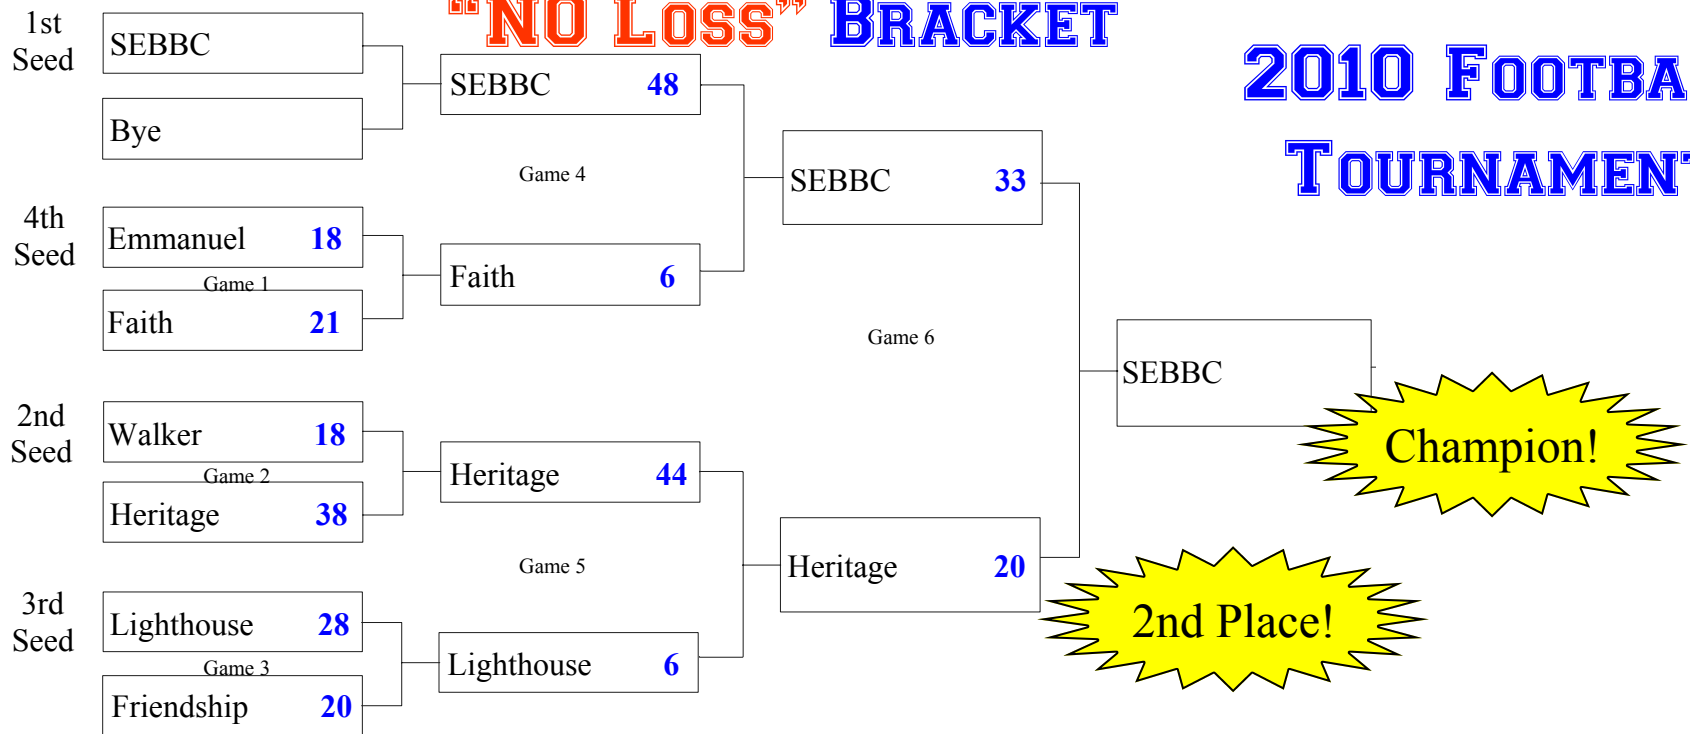 “No Loss” Bracket
2010 Footba
Tournament
1st
Seed
SEBBC
Bye
SEBBC 48
Game 4
4th
Seed
Emmanuel 18
Game 1
Faith 21
Faith 6
SEBBC 33
Game 6
2nd
Seed
Walker 18
Game 2
Heritage 38
Heritage 44
Game 5
3rd
Seed
Lighthouse 28
Game 3
Friendship 20
Lighthouse 6
Heritage 20
2nd Place!
SEBBC
Champion!